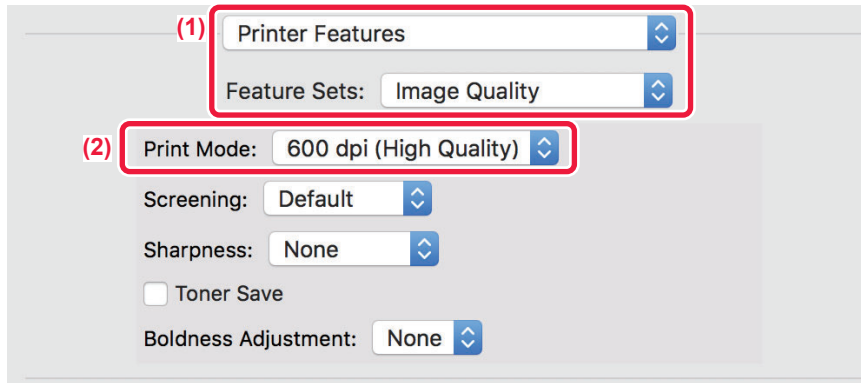 (1) Printer Features
Feature Sets: Image Quality
(2) Print Mode: 600 dpi (High Quality)
Screening: Default
Sharpness: None
Toner Save
Boldness Adjustment: None